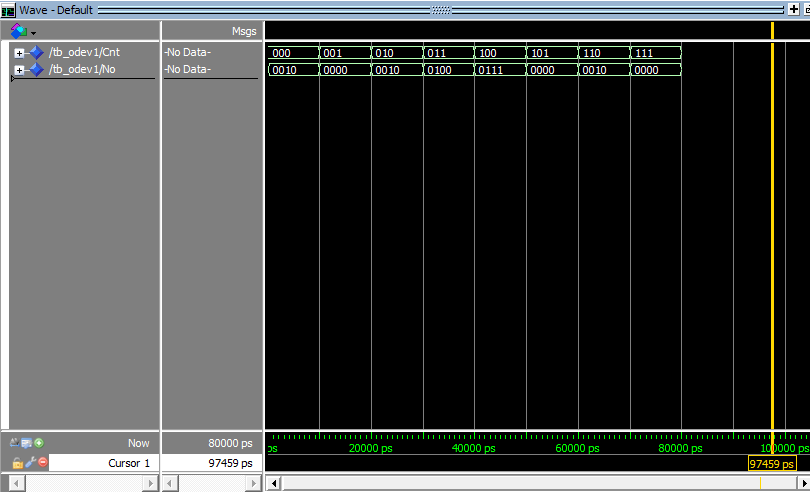 Wave - Default
Msgs
/tb_odev1/Cnt -No Data- 000 001 010 011 100 101 110 111
/tb_odev1/No -No Data- 0010 0000 0010 0100 0111 0000 0010 0000
Now 80000 ps ps 20000 ps 40000 ps 60000 ps 80000 ps 100000 ps
Cursor 1 97459 ps 97459 ps